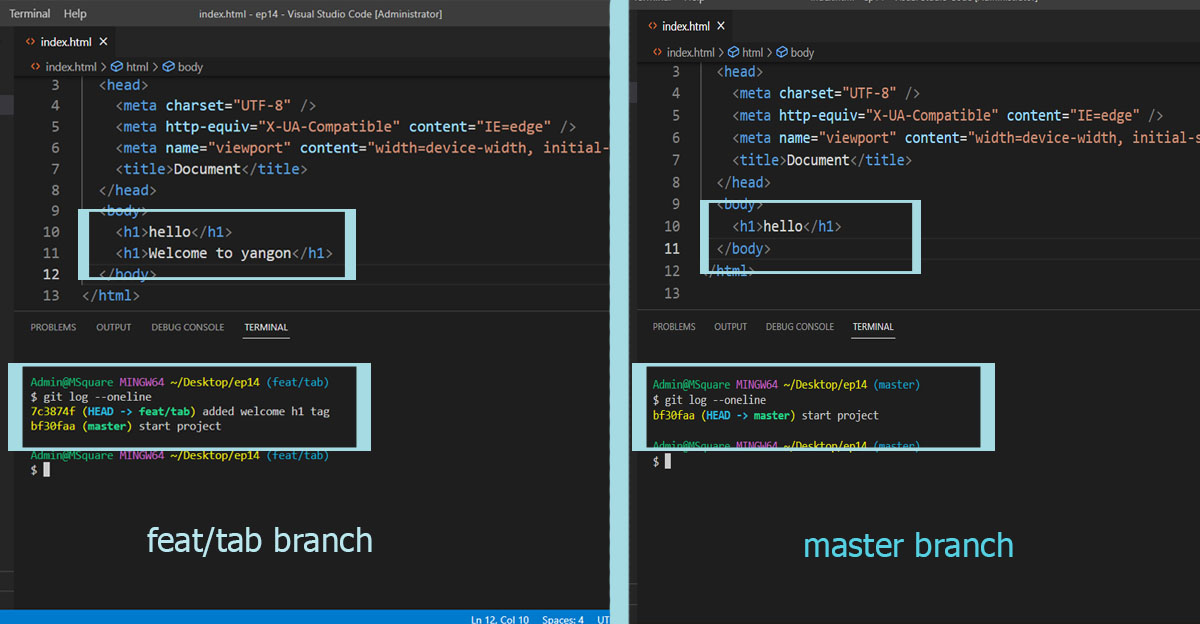 Terminal Help index.html - ep14 - Visual Studio Code [Administrator]
<> index.html ×
<> index.html > html > body
3 <head>
4 <meta charset="UTF-8" />
5 <meta http-equiv="X-UA-Compatible" content="IE=edge" />
6 <meta name="viewport" content="width=device-width, initial-
7 <title>Document</title>
8 </head>
9 <body>
10 <h1>hello</h1>
11 <h1>Welcome to yangon</h1>
12 </body>
13 </html>
PROBLEMS OUTPUT DEBUG CONSOLE TERMINAL
Admin@MSquare MINGW64 ~/Desktop/ep14 (feat/tab)
$ git log --oneline
7c3874f (HEAD -> feat/tab) added welcome h1 tag
bf30faa (master) start project
Admin@MSquare MINGW64 ~/Desktop/ep14 (feat/tab)
$
feat/tab branch
Ln 12, Col 10 Spaces: 4 UT
<> index.html ×
<> index.html > html > body
3 <head>
4 <meta charset="UTF-8" />
5 <meta http-equiv="X-UA-Compatible" content="IE=edge" />
6 <meta name="viewport" content="width=device-width, initial-s
7 <title>Document</title>
8 </head>
9 <body>
10 <h1>hello</h1>
11 </body>
12 </html>
13
PROBLEMS OUTPUT DEBUG CONSOLE TERMINAL
Admin@MSquare MINGW64 ~/Desktop/ep14 (master)
$ git log --oneline
bf30faa (HEAD -> master) start project
Admin@MSquare MINGW64 ~/Desktop/ep14 (master)
$
master branch